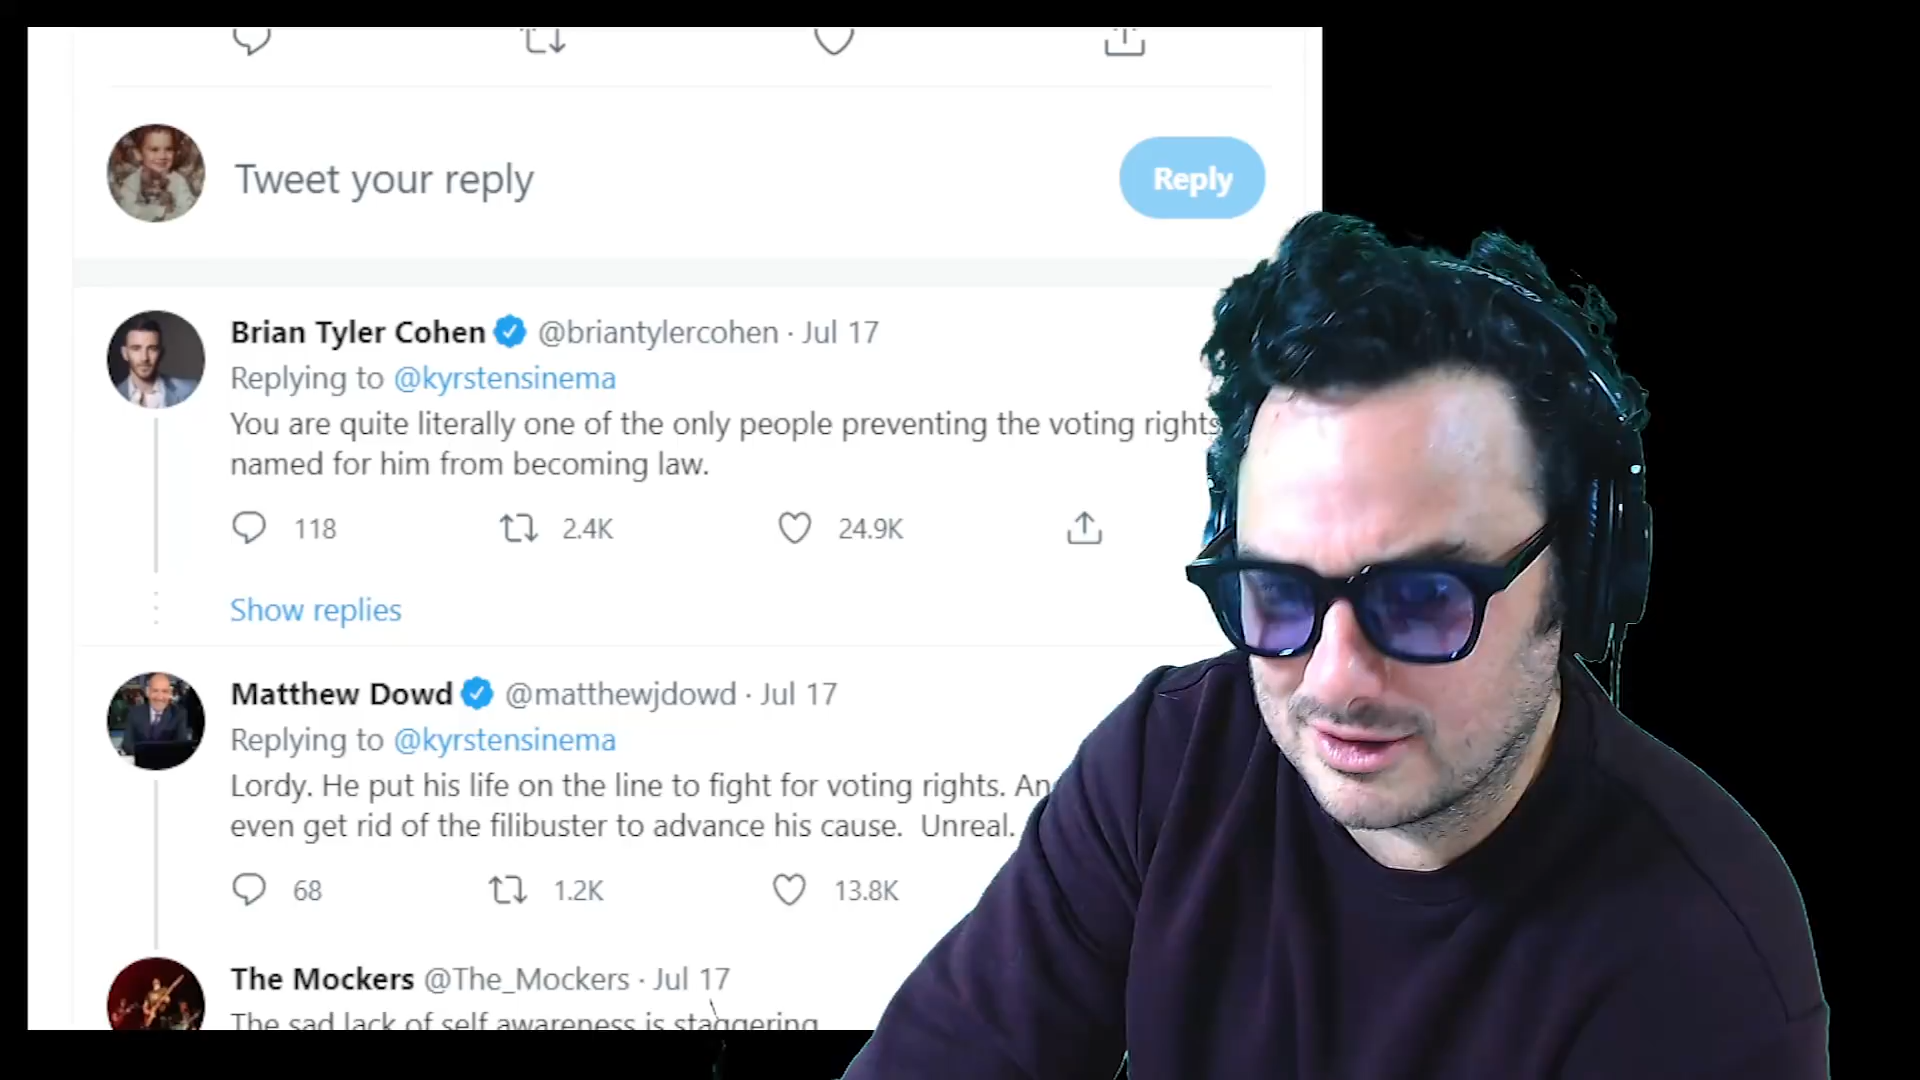 Tweet your reply
Reply
Brian Tyler Cohen @briantylercohen · Jul 17
Replying to @kyrstensinema
You are quite literally one of the only people preventing the voting rights
named for him from becoming law.
118 2.4K 24.9K
Show replies
Matthew Dowd @matthewjdowd · Jul 17
Replying to @kyrstensinema
Lordy. He put his life on the line to fight for voting rights.
even get rid of the filibuster to advance his cause. Unreal.
68 1.2K 13.8K
The Mockers @The_Mockers · Jul 17
The sad lack of self awareness is staggering